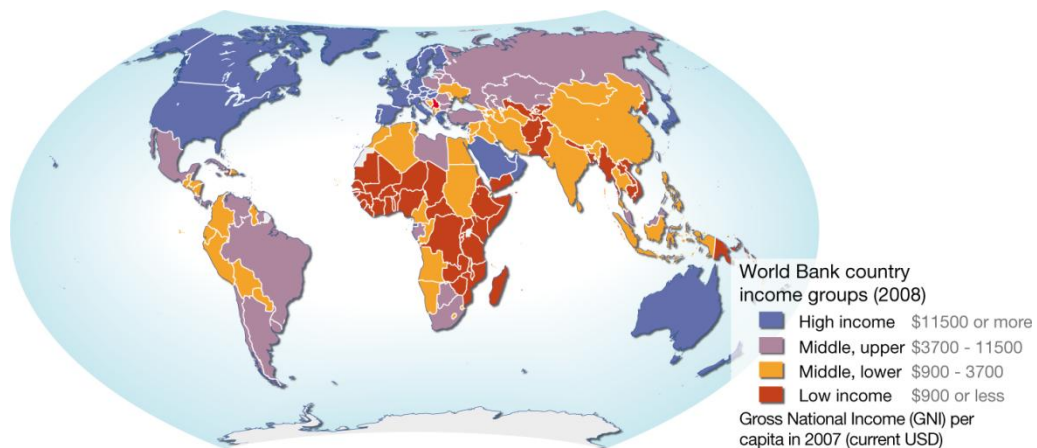 World Bank country
income groups (2008)
High income $11500 or more
Middle, upper $3700 - 11500
Middle, lower $900 - 3700
Low income $900 or less
Gross National Income (GNI) per
capita in 2007 (current USD)